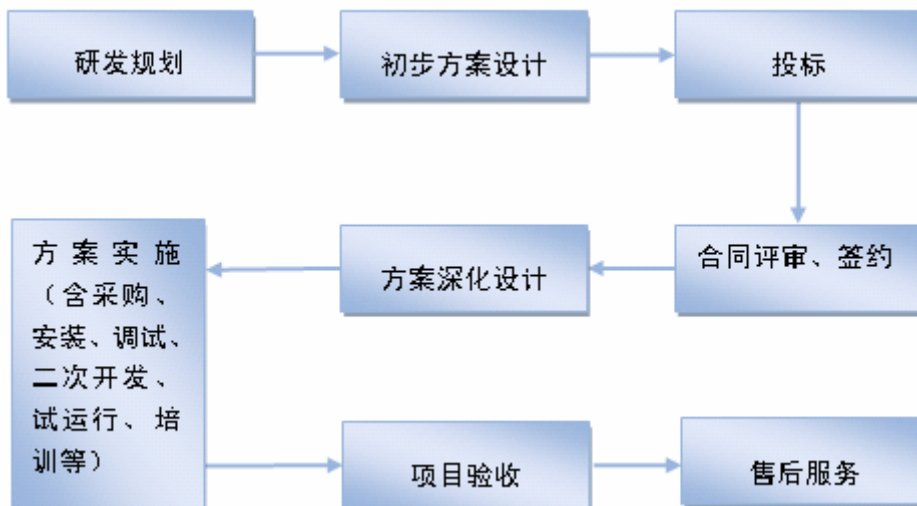 研发规划
初步方案设计
投标
合同评审、签约
方案深化设计
方案实施
（含采购、
安装、调试、
二次开发、
试运行、培
训等）
项目验收
售后服务